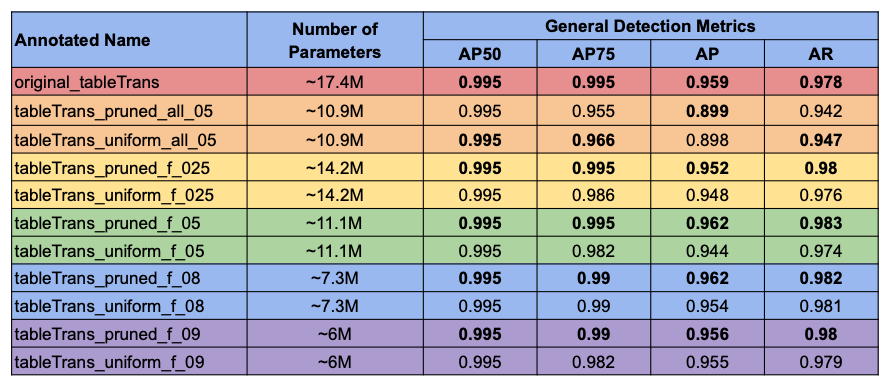 Annotated Name Number of Parameters General Detection Metrics
AP50 AP75 AP AR
original_tableTrans ~17.4M 0.995 0.995 0.959 0.978
tableTrans_pruned_all_05 ~10.9M 0.995 0.955 0.899 0.942
tableTrans_uniform_all_05 ~10.9M 0.995 0.966 0.898 0.947
tableTrans_pruned_f_025 ~14.2M 0.995 0.995 0.952 0.98
tableTrans_uniform_f_025 ~14.2M 0.995 0.986 0.948 0.976
tableTrans_pruned_f_05 ~11.1M 0.995 0.995 0.962 0.983
tableTrans_uniform_f_05 ~11.1M 0.995 0.982 0.944 0.974
tableTrans_pruned_f_08 ~7.3M 0.995 0.99 0.962 0.982
tableTrans_uniform_f_08 ~7.3M 0.995 0.99 0.954 0.981
tableTrans_pruned_f_09 ~6M 0.995 0.99 0.956 0.98
tableTrans_uniform_f_09 ~6M 0.995 0.982 0.955 0.979